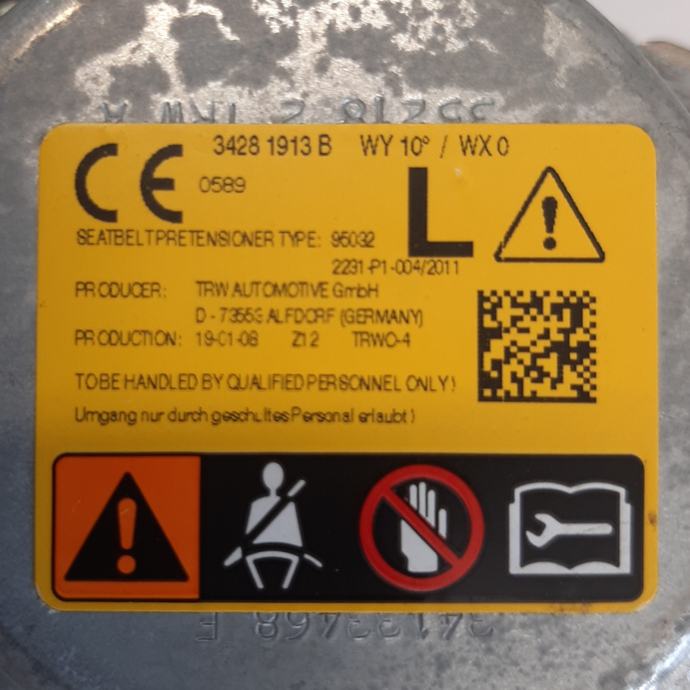 34281913 B WY 10° / WX 0
CE 0589
L
SEATBELT PRETENSIONER TYPE: 95032
2231-P1-004/2011
PRODUCER: TRW AUTOMOTIVE GmbH
D - 73553 ALFDORF (GERMANY)
PRODUCTION: 19-01-08 Z12 TRWO-4
TO BE HANDLED BY QUALIFIED PERSONNEL ONLY!
Umgang nur durch geschultes Personal erlaubt!
34133468 F